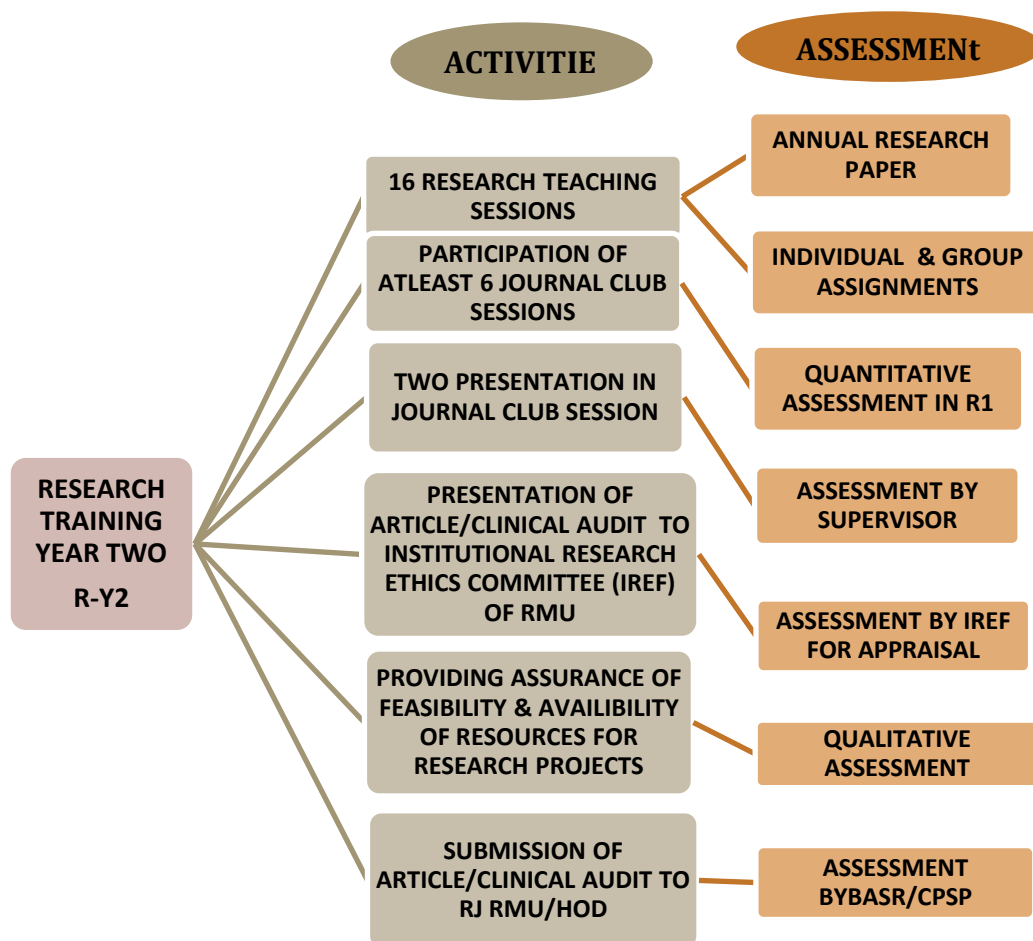 ACTIVITIE
ASSESSMENt
RESEARCH
TRAINING
YEAR TWO
R-Y2
16 RESEARCH TEACHING
SESSIONS
PARTICIPATION OF
ATLEAST 6 JOURNAL CLUB
SESSIONS
TWO PRESENTATION IN
JOURNAL CLUB SESSION
PRESENTATION OF
ARTICLE/CLINICAL AUDIT TO
INSTITUTIONAL RESEARCH
ETHICS COMMITTEE (IREF)
OF RMU
PROVIDING ASSURANCE OF
FEASIBILITY & AVAILIBILITY
OF RESOURCES FOR
RESEARCH PROJECTS
SUBMISSION OF
ARTICLE/CLINICAL AUDIT TO
RJ RMU/HOD
ANNUAL RESEARCH
PAPER
INDIVIDUAL & GROUP
ASSIGNMENTS
QUANTITATIVE
ASSESSMENT IN R1
ASSESSMENT BY
SUPERVISOR
ASSESSMENT BY IREF
FOR APPRAISAL
QUALITATIVE
ASSESSMENT
ASSESSMENT
BYBASR/CPSP